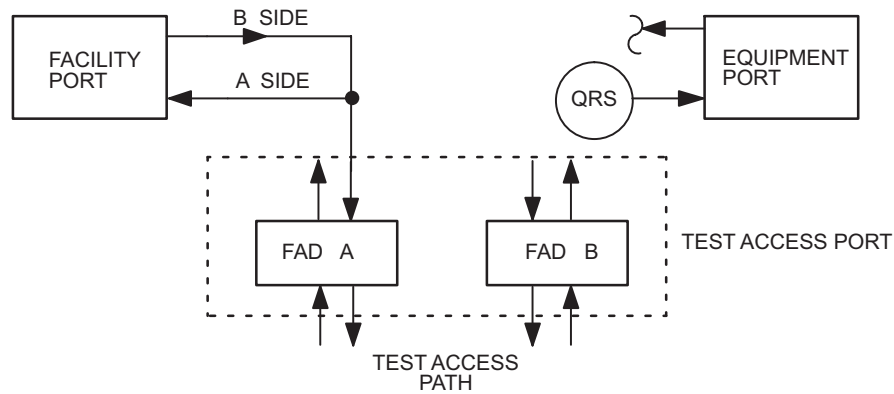 B SIDE
FACILITY
PORT
A SIDE
QRS
EQUIPMENT
PORT
FAD A
FAD B
TEST ACCESS PORT
TEST ACCESS
PATH